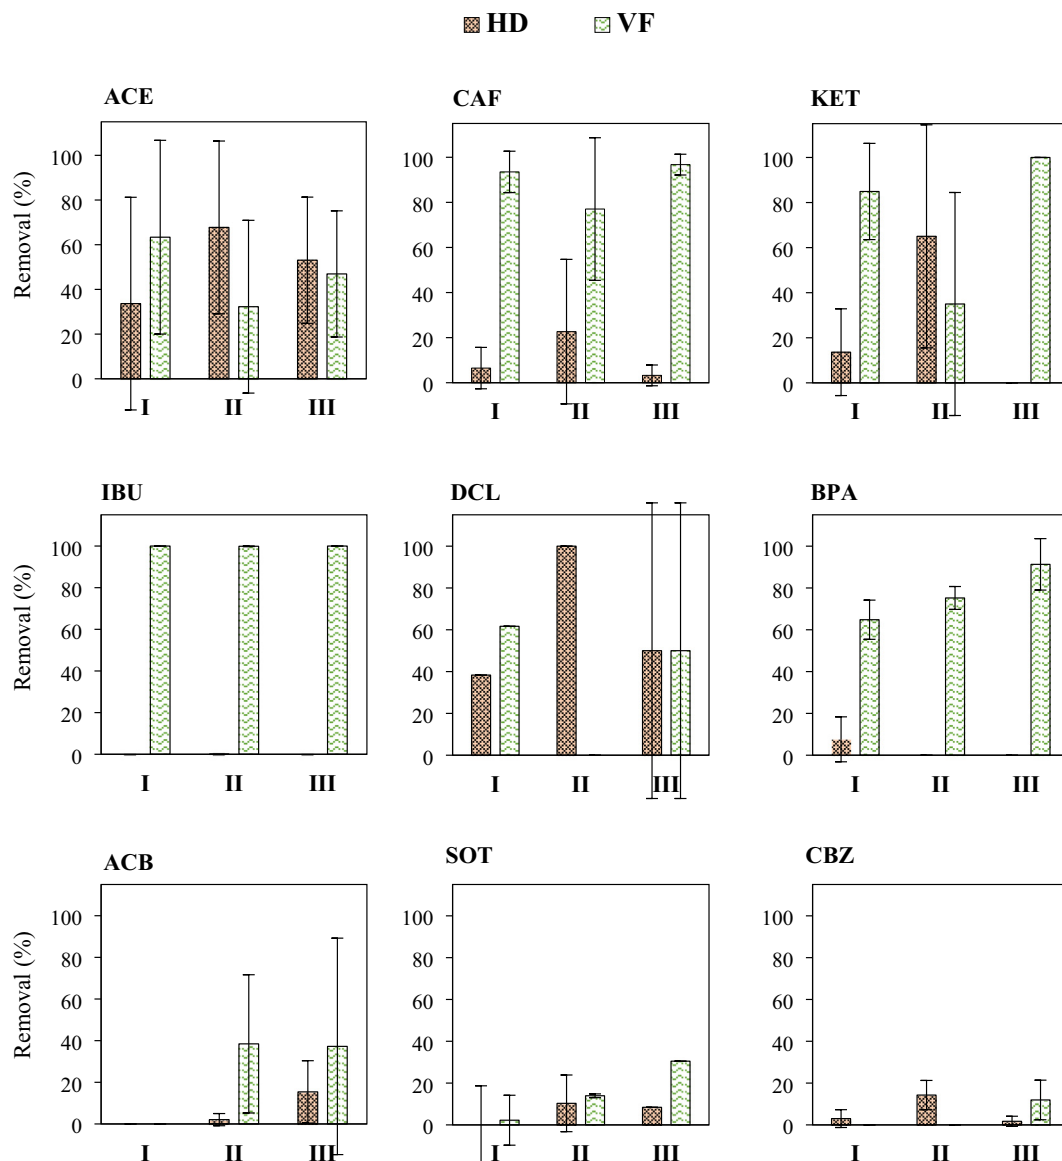 HD VF
ACE CAF KET
Removal (%)
100 100 100
80 80 80
60 60 60
40 40 40
20 20 20
0 0 0
I II III I II III I II III
IBU DCL BPA
Removal (%)
100 100 100
80 80 80
60 60 60
40 40 40
20 20 20
0 0 0
I II III I II III I II III
ACB SOT CBZ
Removal (%)
100 100 100
80 80 80
60 60 60
40 40 40
20 20 20
0 0 0
I II III I II III I II III